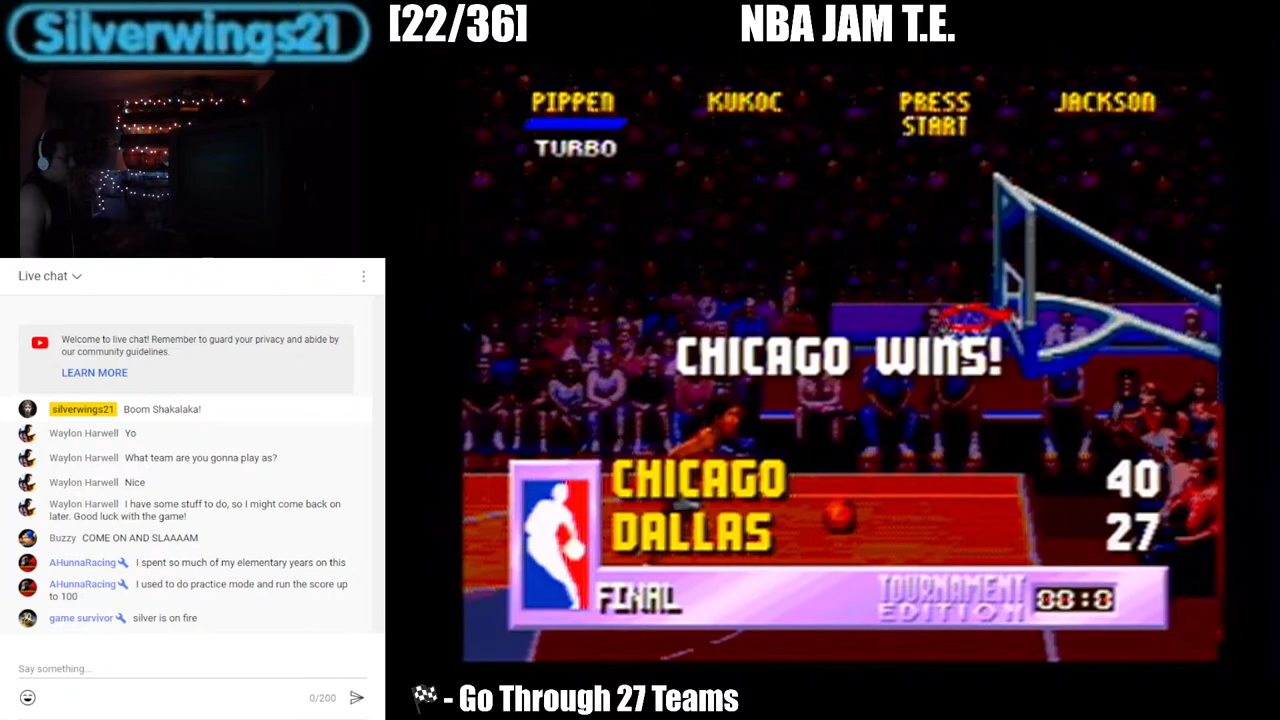 Silverwings21
[22/36]
NBA JAM T.E.
PIPPEN
TURBO
KUKOC
PRESS
START
JACKSON
CHICAGO WINS!
CHICAGO 40
DALLAS 27
FINAL
TOURNAMENT
EDITION
00:0
Live chat
Welcome to live chat! Remember to guard your privacy and abide by
our community guidelines.
LEARN MORE
silverwings21 Boom Shakalaka!
Waylon Harwell Yo
Waylon Harwell What team are you gonna play as?
Waylon Harwell Nice
Waylon Harwell I have some stuff to do, so I might come back on
later. Good luck with the game!
Buzzy COME ON AND SLAAAAM
AHunnaRacing I spent so much of my elementary years on this
AHunnaRacing I used to do practice mode and run the score up
to 100
game survivor silver is on fire
Say something...
0/200
- Go Through 27 Teams